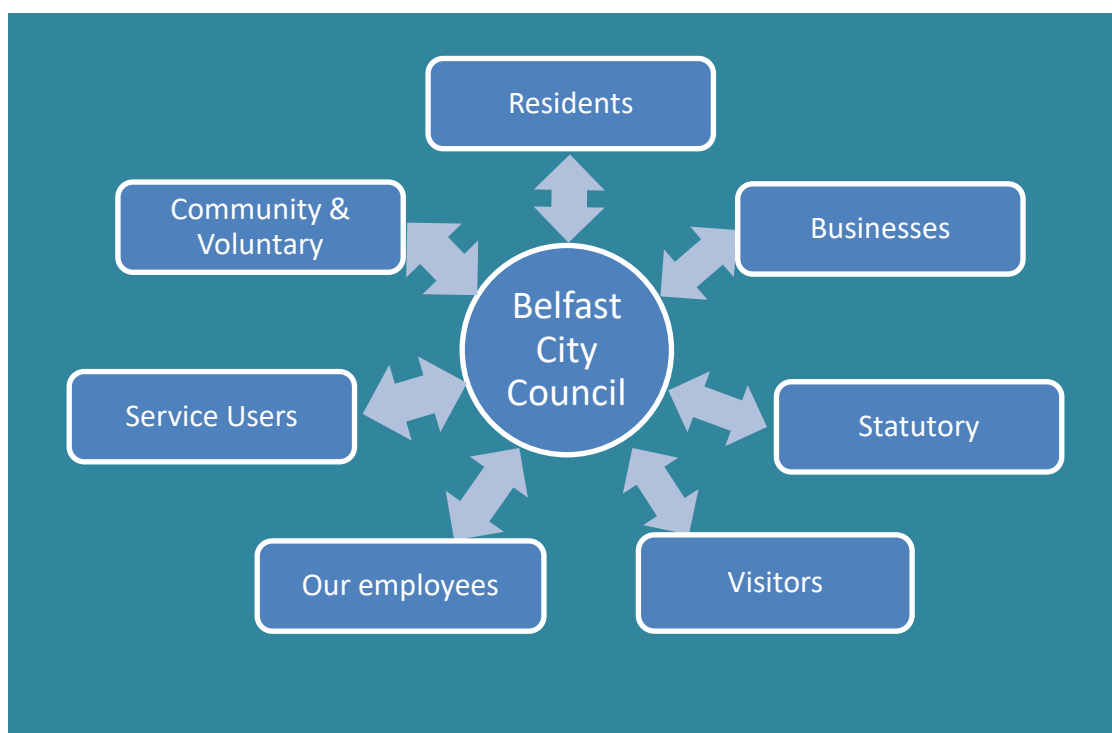 Residents
Community &
Voluntary
Businesses
Belfast
City
Council
Service Users
Statutory
Our employees
Visitors